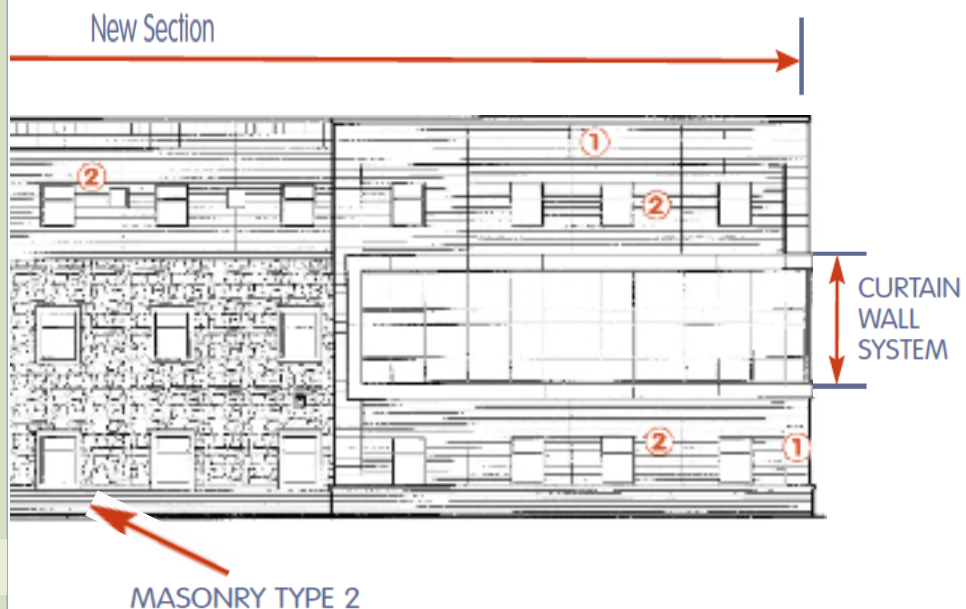 New Section
①
②
②
CURTAIN
WALL
SYSTEM
②
①
MASONRY TYPE 2